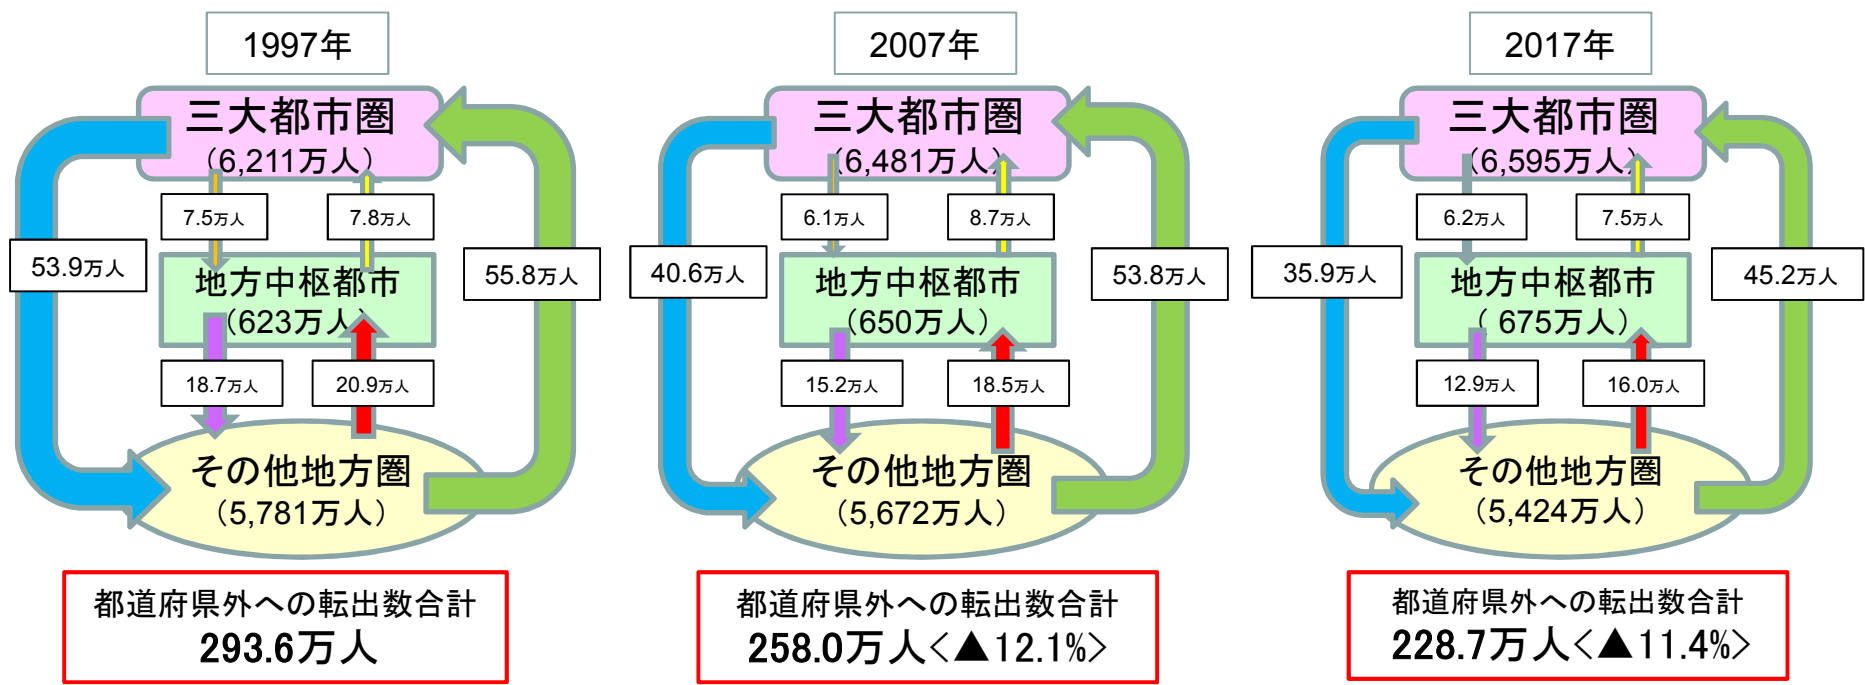 1997年
三大都市圏
（6,211万人）
7.5万人
7.8万人
53.9万人
55.8万人
地方中枢都市
（623万人）
18.7万人
20.9万人
その他地方圏
（5,781万人）
都道府県外への転出数合計
293.6万人
2007年
三大都市圏
（6,481万人）
6.1万人
8.7万人
40.6万人
53.8万人
地方中枢都市
（650万人）
15.2万人
18.5万人
その他地方圏
（5,672万人）
都道府県外への転出数合計
258.0万人＜▲12.1%＞
2017年
三大都市圏
（6,595万人）
6.2万人
7.5万人
35.9万人
45.2万人
地方中枢都市
（ 675万人）
12.9万人
16.0万人
その他地方圏
（5,424万人）
都道府県外への転出数合計
228.7万人＜▲11.4%＞